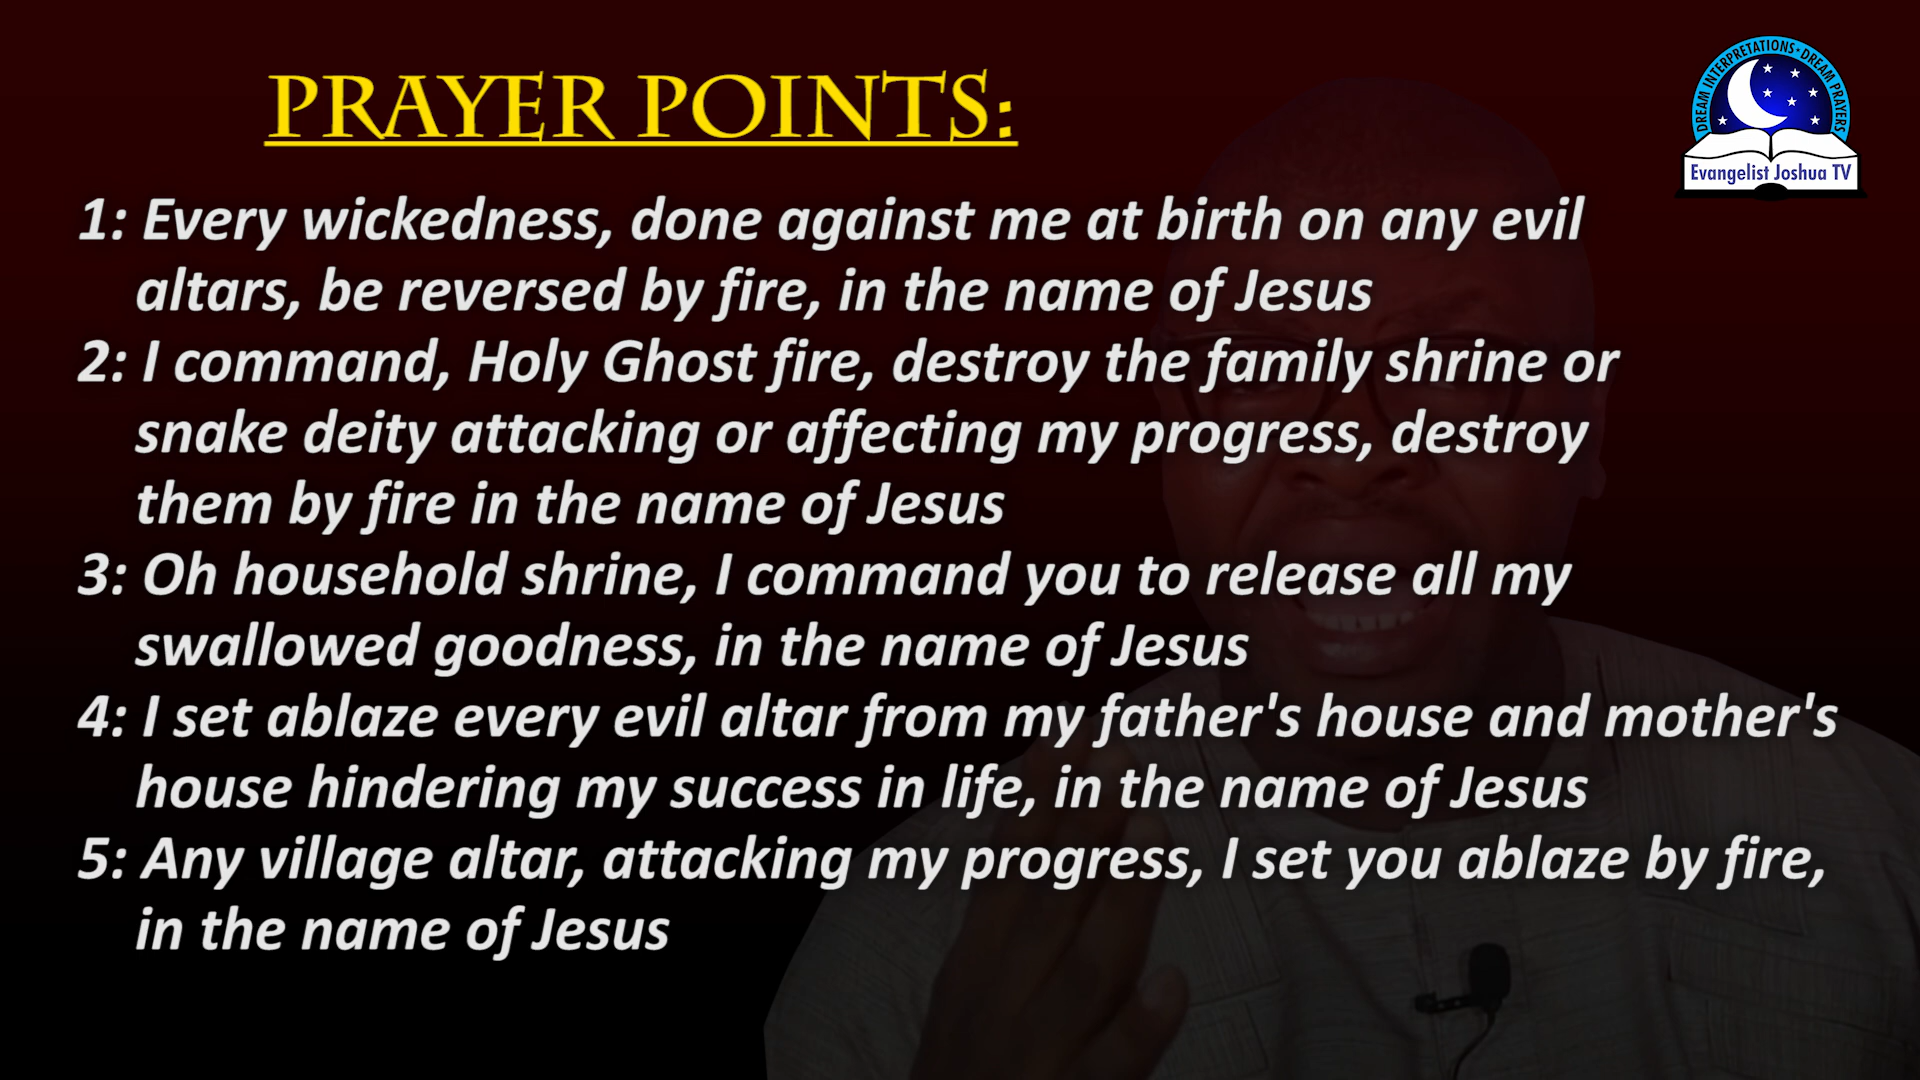 PRAYER POINTS:
DREAM INTERPRETATIONS · DREAM PRAYERS
Evangelist Joshua TV
1: Every wickedness, done against me at birth on any evil
altars, be reversed by fire, in the name of Jesus
2: I command, Holy Ghost fire, destroy the family shrine or
snake deity attacking or affecting my progress, destroy
them by fire in the name of Jesus
3: Oh household shrine, I command you to release all my
swallowed goodness, in the name of Jesus
4: I set ablaze every evil altar from my father's house and mother's
house hindering my success in life, in the name of Jesus
5: Any village altar, attacking my progress, I set you ablaze by fire,
in the name of Jesus